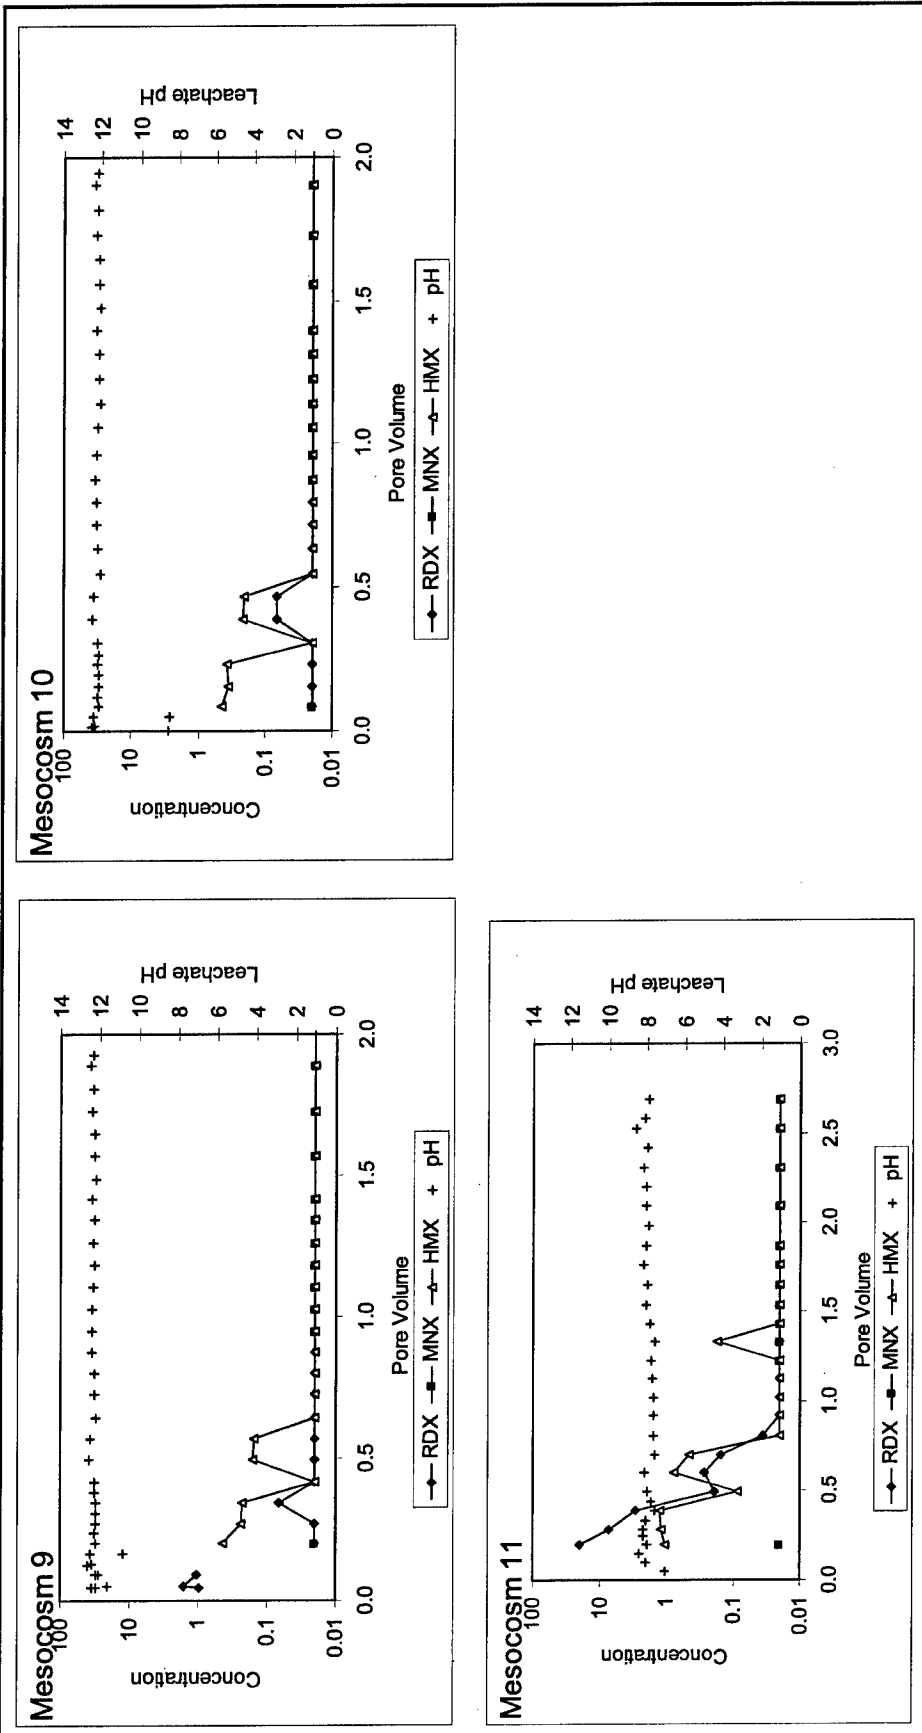 Mesocosm 9
Concentration
100
10
1
0.1
0.01
Leachate pH
14
12
10
8
6
4
2
0
0.0 0.5 1.0 1.5 2.0
Pore Volume
RDX MNX HMX + pH
Mesocosm 10
Concentration
100
10
1
0.1
0.01
Leachate pH
14
12
10
8
6
4
2
0
0.0 0.5 1.0 1.5 2.0
Pore Volume
RDX MNX HMX + pH
Mesocosm 11
Concentration
100
10
1
0.1
0.01
Leachate pH
14
12
10
8
6
4
2
0
0.0 0.5 1.0 1.5 2.0 2.5 3.0
Pore Volume
RDX MNX HMX + pH